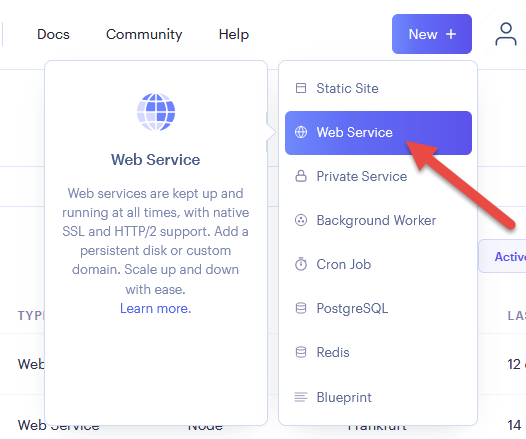 Docs
Community
Help
New +
Web Service
Web services are kept up and
running at all times, with native
SSL and HTTP/2 support. Add a
persistent disk or custom
domain. Scale up and down
with ease.
Learn more.
Static Site
Web Service
Private Service
Background Worker
Cron Job
PostgreSQL
Redis
Blueprint
Active
TYP
LAS
Web
12
Web Service
Node
Frankfurt
14